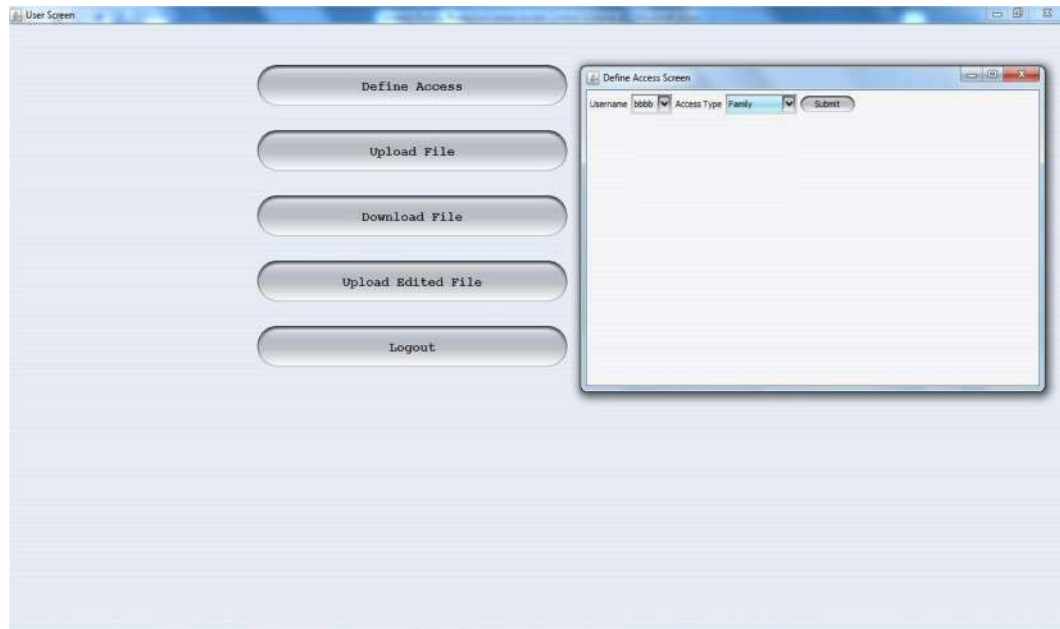 User Screen
Define Access
Upload File
Download File
Upload Edited File
Logout
Define Access Screen
Username bbbb Access Type Family Submit